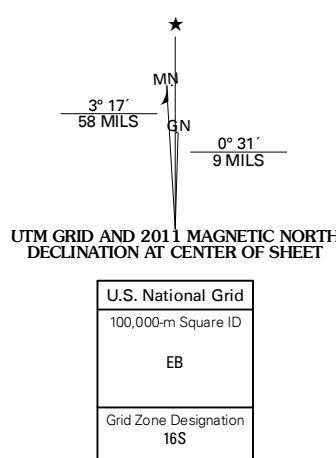 ★
MN
3° 17´
58 MILS
GN
0° 31´
9 MILS
UTM GRID AND 2011 MAGNETIC NORTH
DECLINATION AT CENTER OF SHEET
U.S. National Grid
100,000-m Square ID
EB
Grid Zone Designation
16S